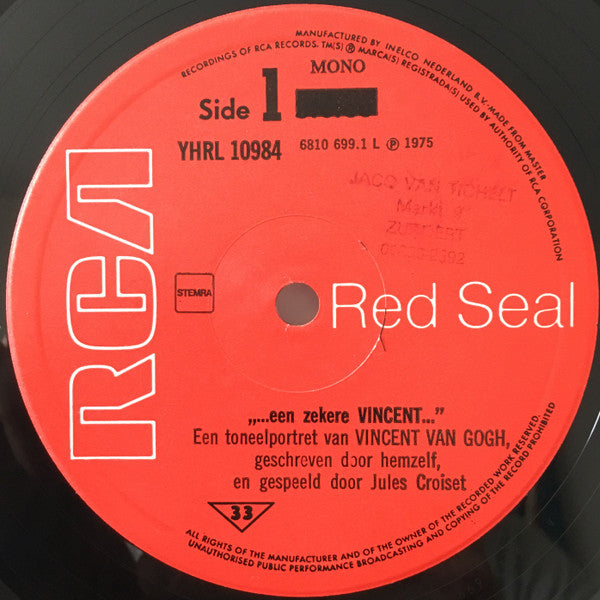 MANUFACTURED BY INELCO NEDERLAND B.V. MADE FROM MASTER
RECORDINGS OF RCA RECORDS. TM(S) ® MARCA(S) REGISTRADA(S) USED BY AUTHORITY OF RCA CORPORATION
MONO
Side 1
YHRL 10984
6810 699.1 L ℗ 1975
JACQ VAN
Markt
RCA
STEMRA
Red Seal
„...een zekere VINCENT...”
Een toneelportret van VINCENT VAN GOGH,
geschreven door hemzelf,
en gespeeld door Jules Croiset
33
ALL RIGHTS OF THE MANUFACTURER AND OF THE OWNER OF THE RECORDED WORK RESERVED.
UNAUTHORISED PUBLIC PERFORMANCE BROADCASTING AND COPYING OF THE RECORD PROHIBITED